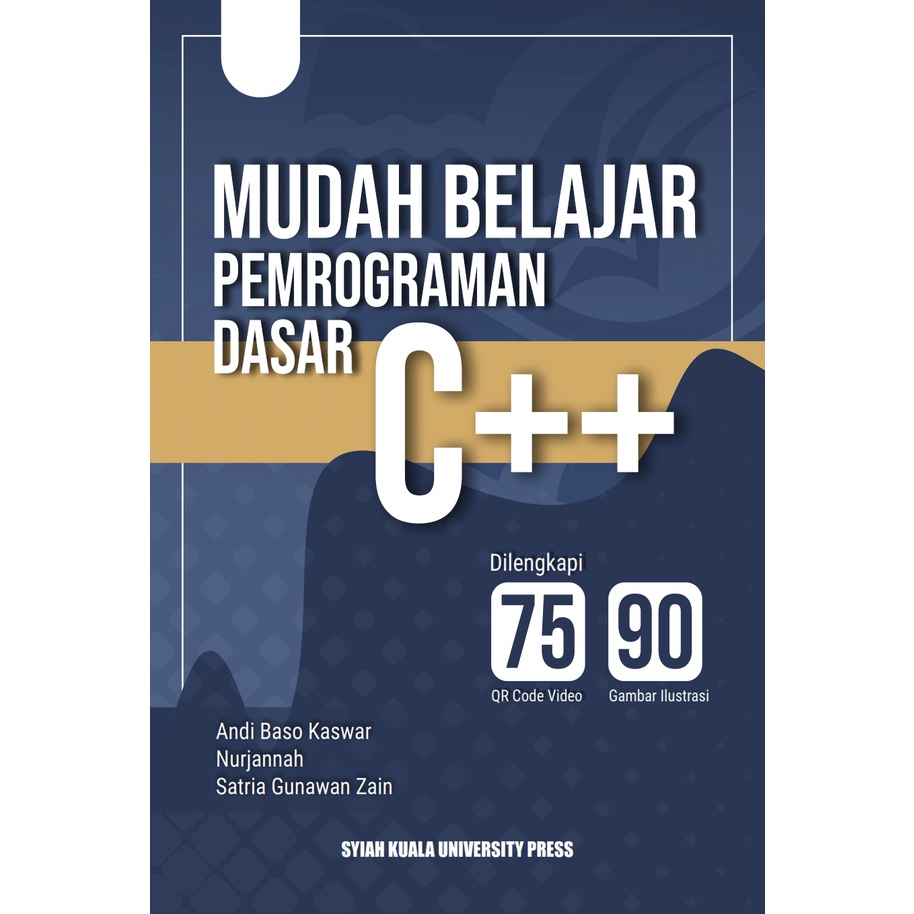 MUDAH BELAJAR
PEMROGRAMAN
DASAR
C++
Dilengkapi
75 90
QR Code Video Gambar Ilustrasi
Andi Baso Kaswar
Nurjannah
Satria Gunawan Zain
SYIAH KUALA UNIVERSITY PRESS